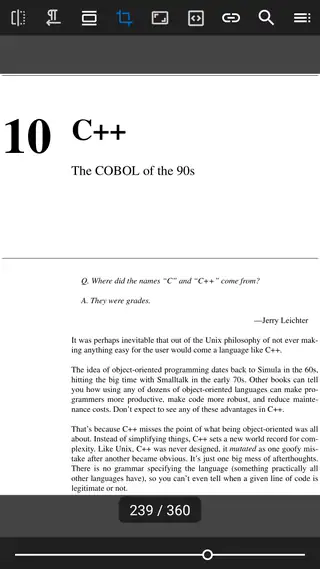 10 C++
The COBOL of the 90s
Q. Where did the names “C” and “C++” come from?
A. They were grades.
—Jerry Leichter
It was perhaps inevitable that out of the Unix philosophy of not ever mak-
ing anything easy for the user would come a language like C++.
The idea of object-oriented programming dates back to Simula in the 60s,
hitting the big time with Smalltalk in the early 70s. Other books can tell
you how using any of dozens of object-oriented languages can make pro-
grammers more productive, make code more robust, and reduce mainte-
nance costs. Don’t expect to see any of these advantages in C++.
That’s because C++ misses the point of what being object-oriented was all
about. Instead of simplifying things, C++ sets a new world record for com-
plexity. Like Unix, C++ was never designed, it mutated as one goofy mis-
take after another became obvious. It’s just one big mess of afterthoughts.
There is no grammar specifying the language (something practically all
other languages have), so you can’t even tell when a given line of code is
legitimate or not.
239 / 360